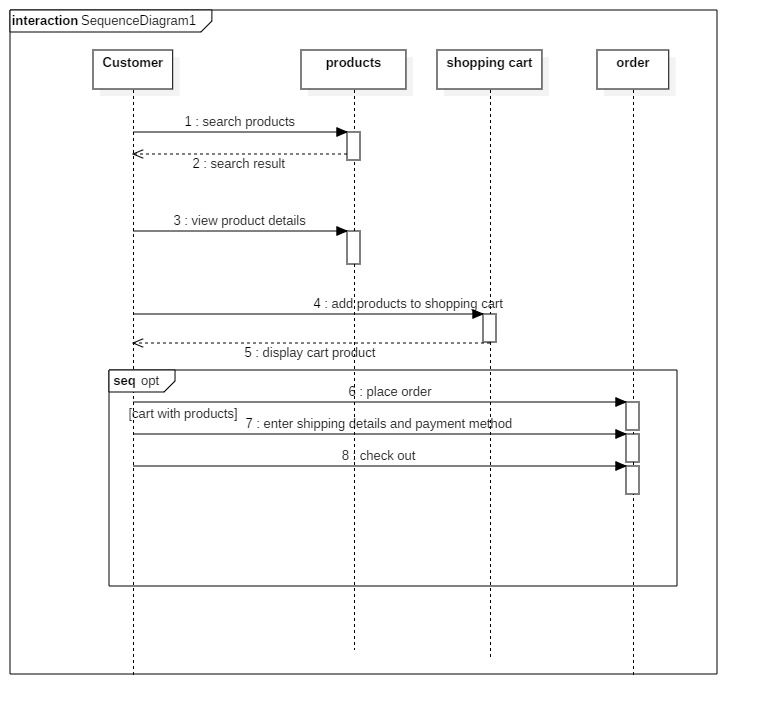 interaction SequenceDiagram1
Customer
products
shopping cart
order
1 : search products
2 : search result
3 : view product details
4 : add products to shopping cart
5 : display cart product
seq opt
6 : place order
[cart with products]
7 : enter shipping details and payment method
8 : check out